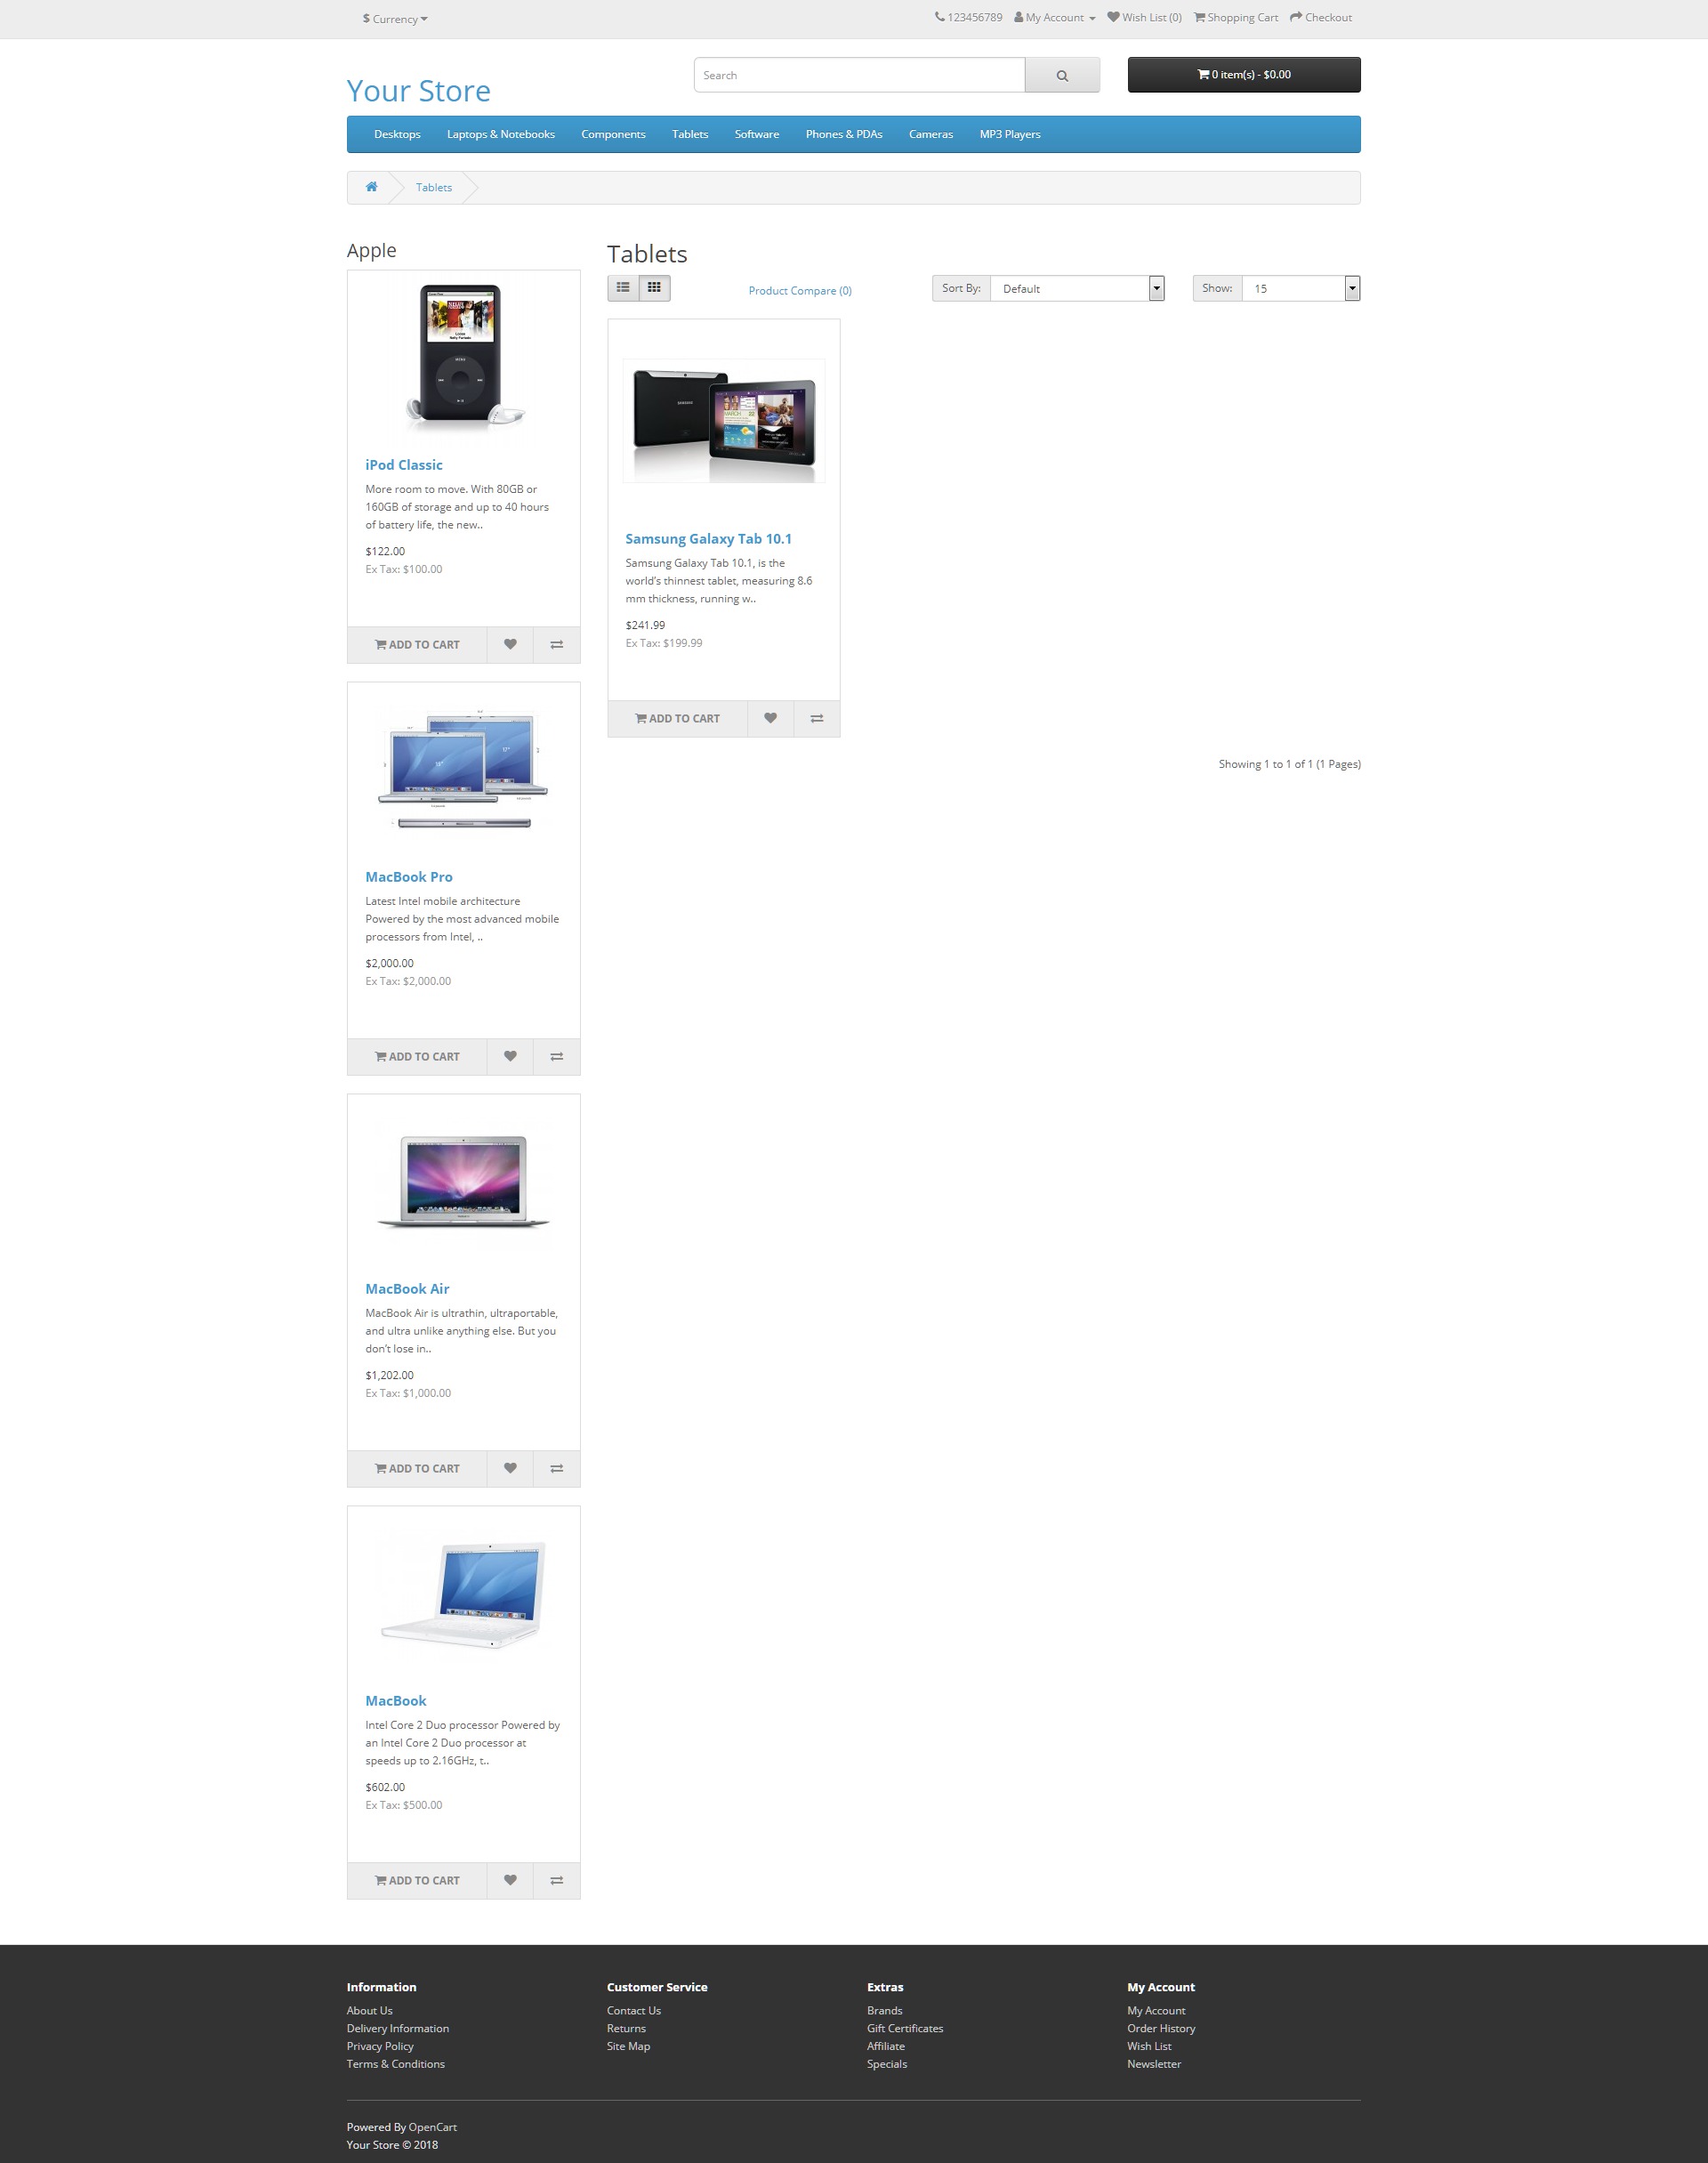 $ Currency
123456789 My Account Wish List (0) Shopping Cart Checkout
Your Store
Search
0 item(s) - $0.00
Desktops Laptops & Notebooks Components Tablets Software Phones & PDAs Cameras MP3 Players
Tablets
Apple
iPod Classic
More room to move. With 80GB or
160GB of storage and up to 40 hours
of battery life, the new..
$122.00
Ex Tax: $100.00
ADD TO CART
MacBook Pro
Latest Intel mobile architecture
Powered by the most advanced mobile
processors from Intel, ..
$2,000.00
Ex Tax: $2,000.00
ADD TO CART
MacBook Air
MacBook Air is ultrathin, ultraportable,
and ultra unlike anything else. But you
don’t lose in..
$1,202.00
Ex Tax: $1,000.00
ADD TO CART
MacBook
Intel Core 2 Duo processor Powered by
an Intel Core 2 Duo processor at
speeds up to 2.16GHz, t..
$602.00
Ex Tax: $500.00
ADD TO CART
Tablets
Product Compare (0)
Sort By: Default
Show: 15
SAMSUNG
Samsung Galaxy Tab 10.1
Samsung Galaxy Tab 10.1, is the
world’s thinnest tablet, measuring 8.6
mm thickness, running w..
$241.99
Ex Tax: $199.99
ADD TO CART
Showing 1 to 1 of 1 (1 Pages)
Information
About Us
Delivery Information
Privacy Policy
Terms & Conditions
Customer Service
Contact Us
Returns
Site Map
Extras
Brands
Gift Certificates
Affiliate
Specials
My Account
My Account
Order History
Wish List
Newsletter
Powered By OpenCart
Your Store © 2018